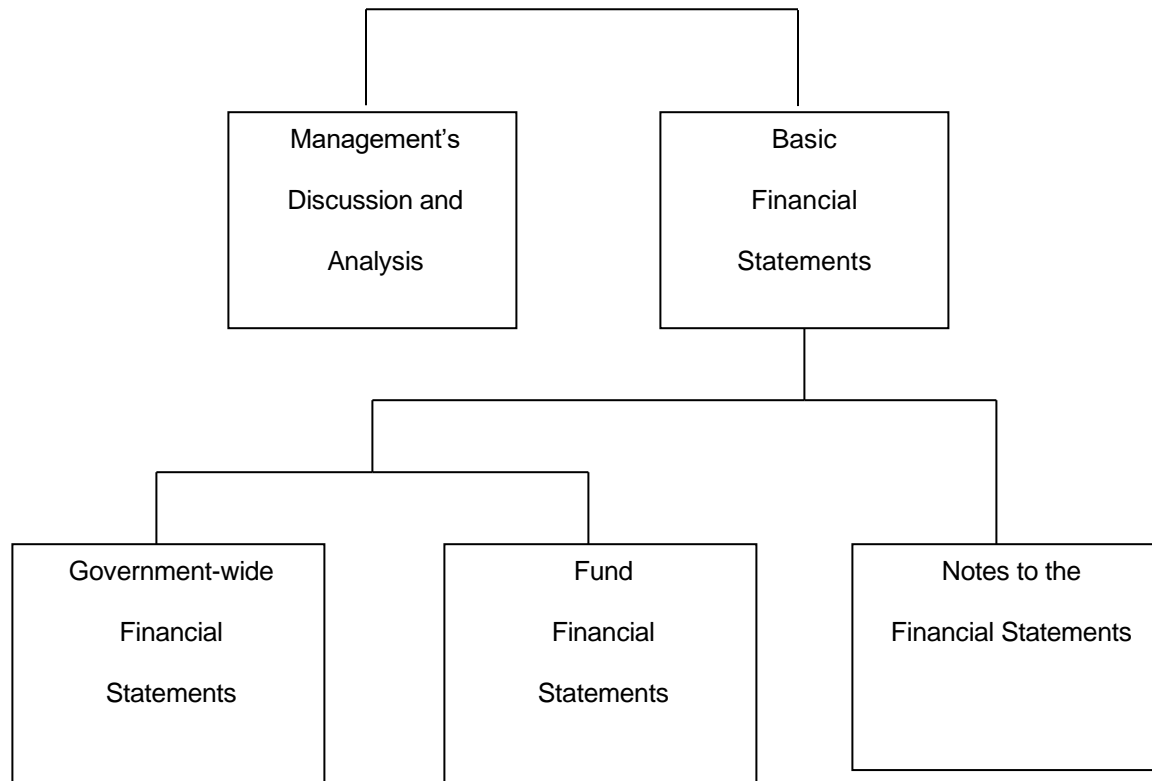 Management’s
Discussion and
Analysis
Basic
Financial
Statements
Government-wide
Financial
Statements
Fund
Financial
Statements
Notes to the
Financial Statements